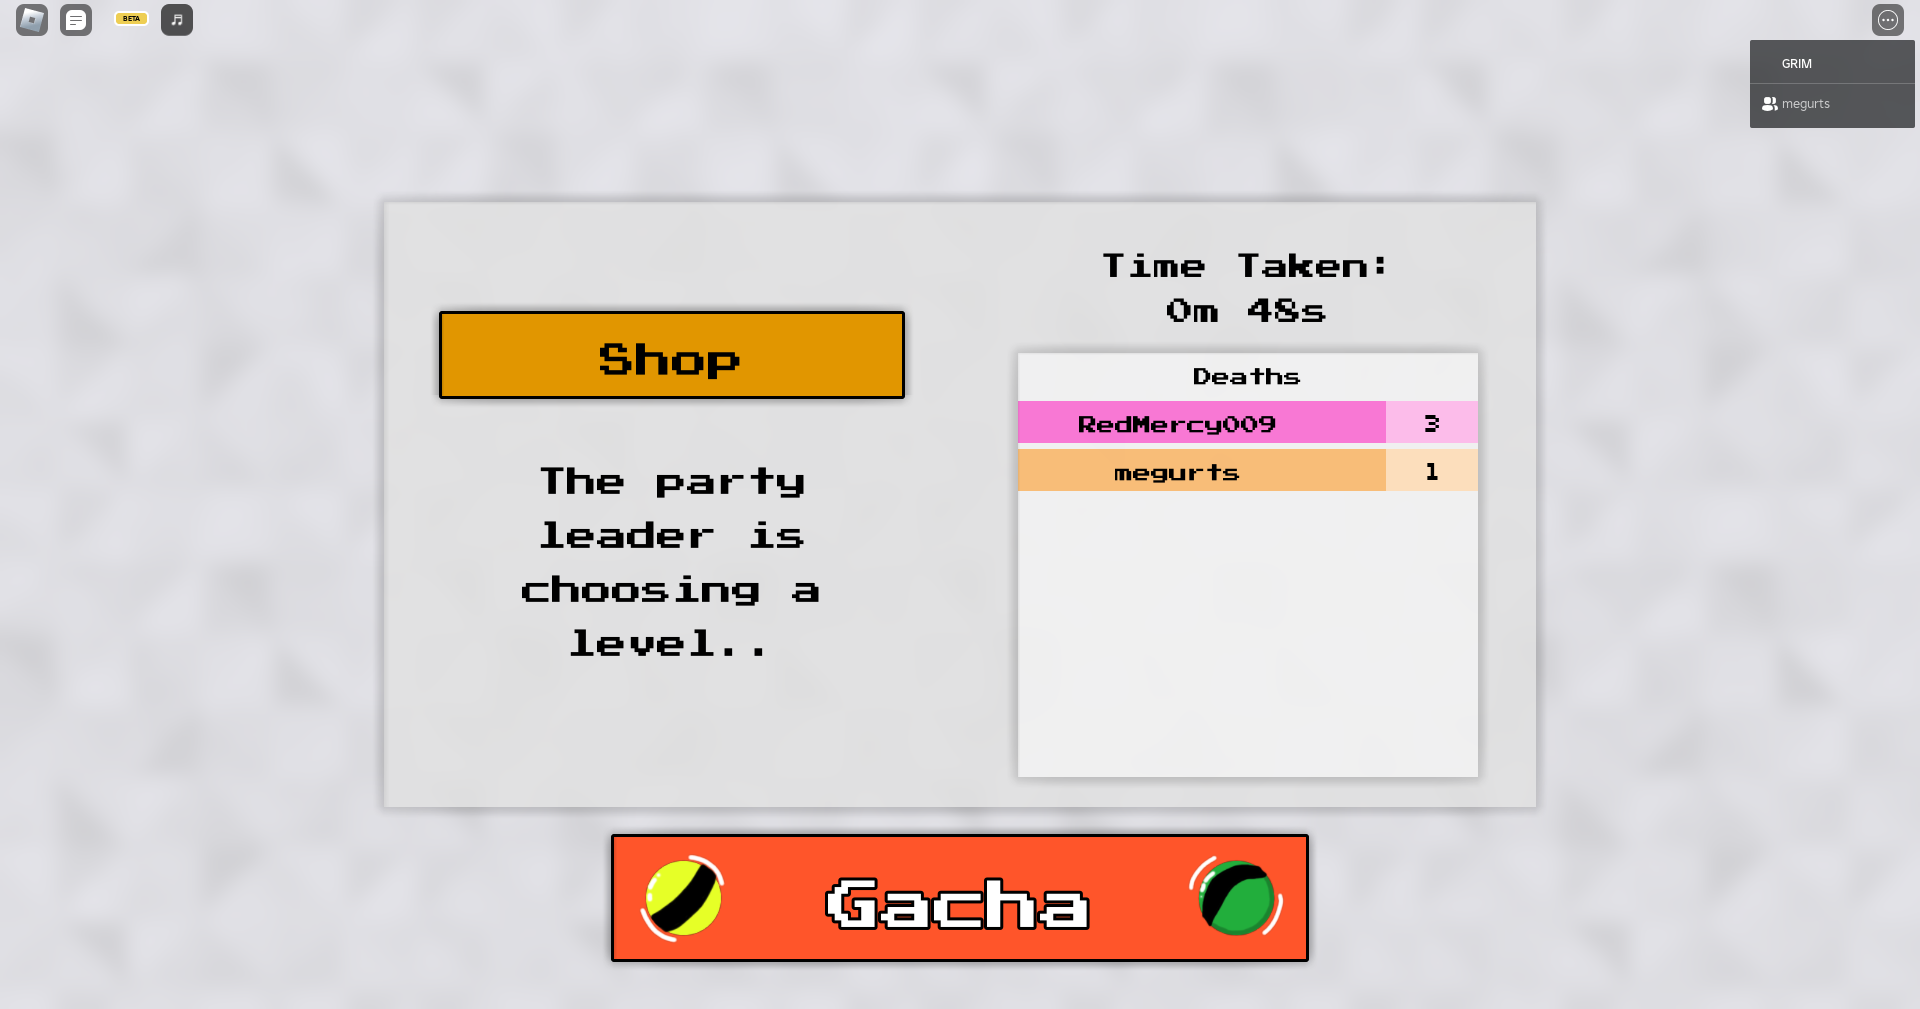 BETA
GRIM
megurts
Time Taken:
0m 48s
Shop
The party
leader is
choosing a
level..
Deaths
RedMercy009 3
megurts 1
Gacha